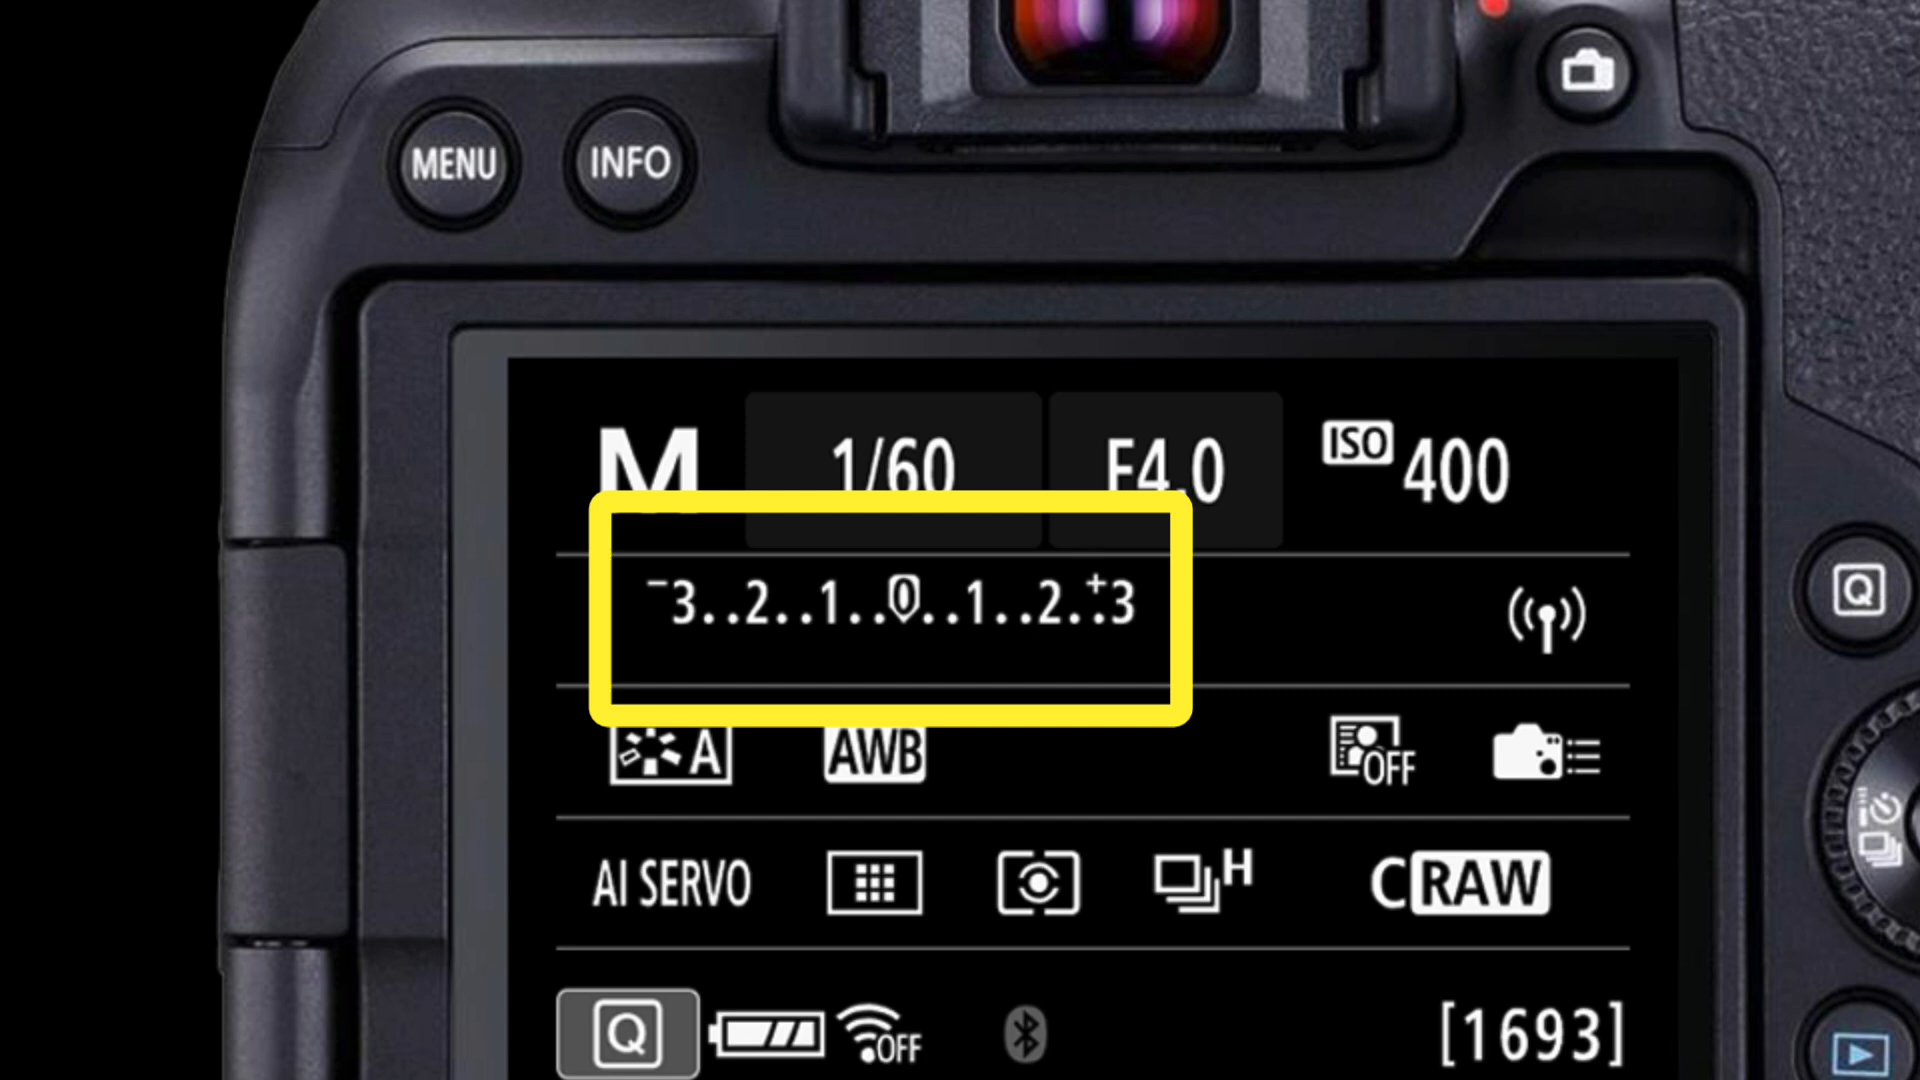 MENU INFO
M 1/60 F4.0 ISO 400
-3..2..1..0..1..2.+.3
A AWB OFF
AI SERVO H CRAW
Q OFF [1693]
Q